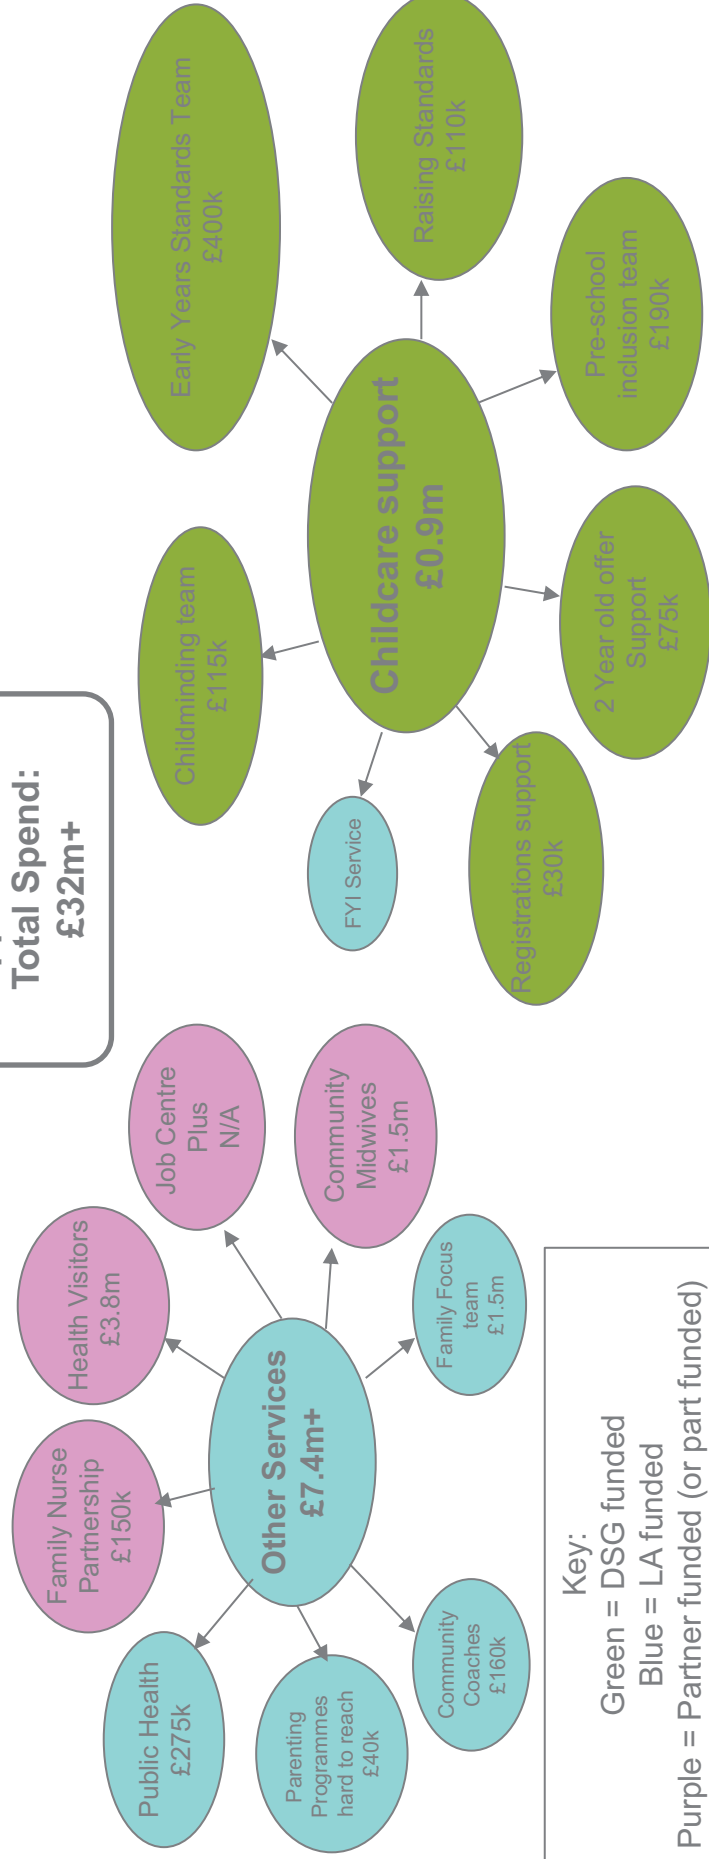 Total Spend:
£32m+
Family Nurse
Partnership
£150k
Health Visitors
£3.8m
Job Centre
Plus
N/A
Community
Midwives
£1.5m
Public Health
£275k
Other Services
£7.4m+
Parenting
Programmes
hard to reach
£40k
Community
Coaches
£160k
Family Focus
team
£1.5m
Childminding team
£115k
Early Years Standards Team
£400k
FYI Service
Childcare support
£0.9m
Raising Standards
£110k
Registrations support
£30k
2 Year old offer
Support
£75k
Pre-school
inclusion team
£190k
Key:
Green = DSG funded
Blue = LA funded
Purple = Partner funded (or part funded)